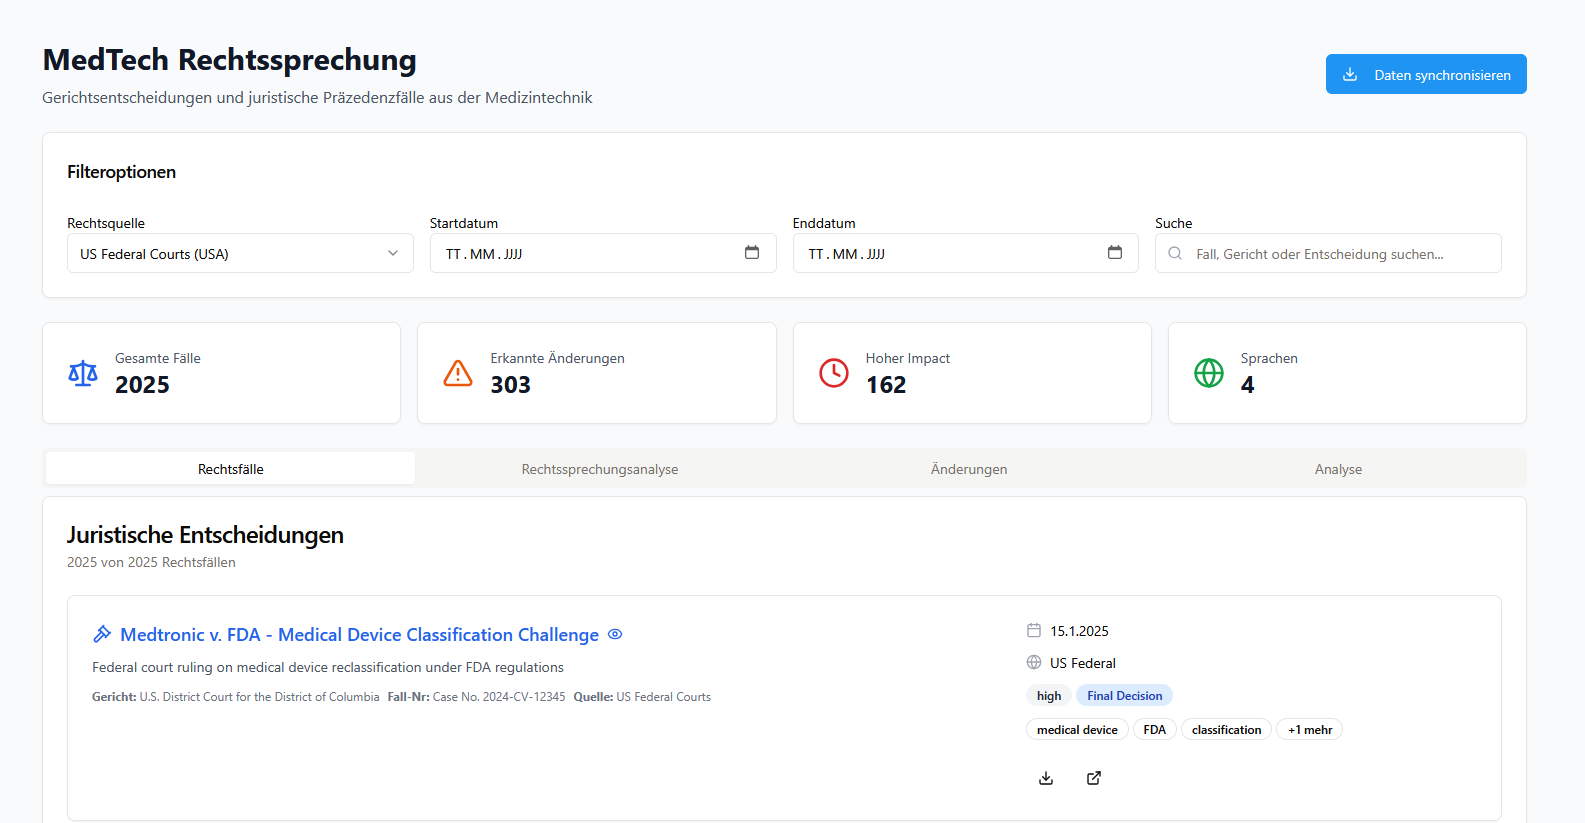 MedTech Rechtssprechung
Gerichtsentscheidungen und juristische Präzedenzfälle aus der Medizintechnik
Daten synchronisieren
Filteroptionen
Rechtsquelle
Startdatum
Enddatum
Suche
US Federal Courts (USA)
TT.MM.JJJJ
TT.MM.JJJJ
Fall, Gericht oder Entscheidung suchen...
Gesamte Fälle
2025
Erkannte Änderungen
303
Hoher Impact
162
Sprachen
4
Rechtsfälle
Rechtssprechungsanalyse
Änderungen
Analyse
Juristische Entscheidungen
2025 von 2025 Rechtsfällen
Medtronic v. FDA - Medical Device Classification Challenge
Federal court ruling on medical device reclassification under FDA regulations
Gericht: U.S. District Court for the District of Columbia Fall-Nr: Case No. 2024-CV-12345 Quelle: US Federal Courts
15.1.2025
US Federal
high Final Decision
medical device FDA classification +1 mehr